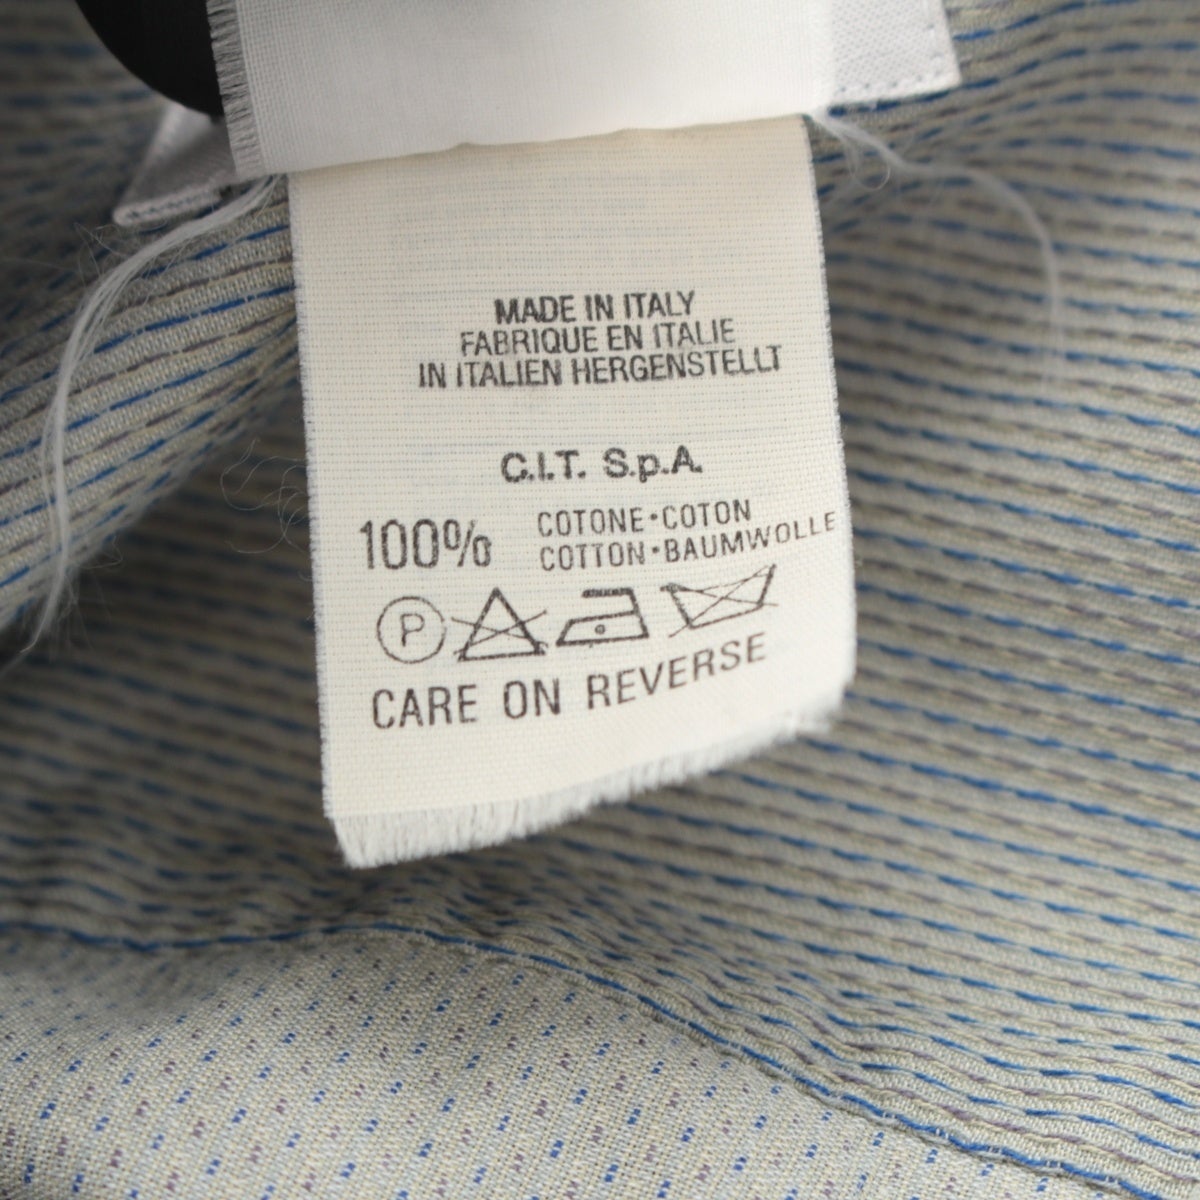 MADE IN ITALY
FABRIQUE EN ITALIE
IN ITALIEN HERGENSTELLT
C.I.T. S.p.A.
100% COTONE·COTON
COTTON·BAUMWOLLE
P
CARE ON REVERSE